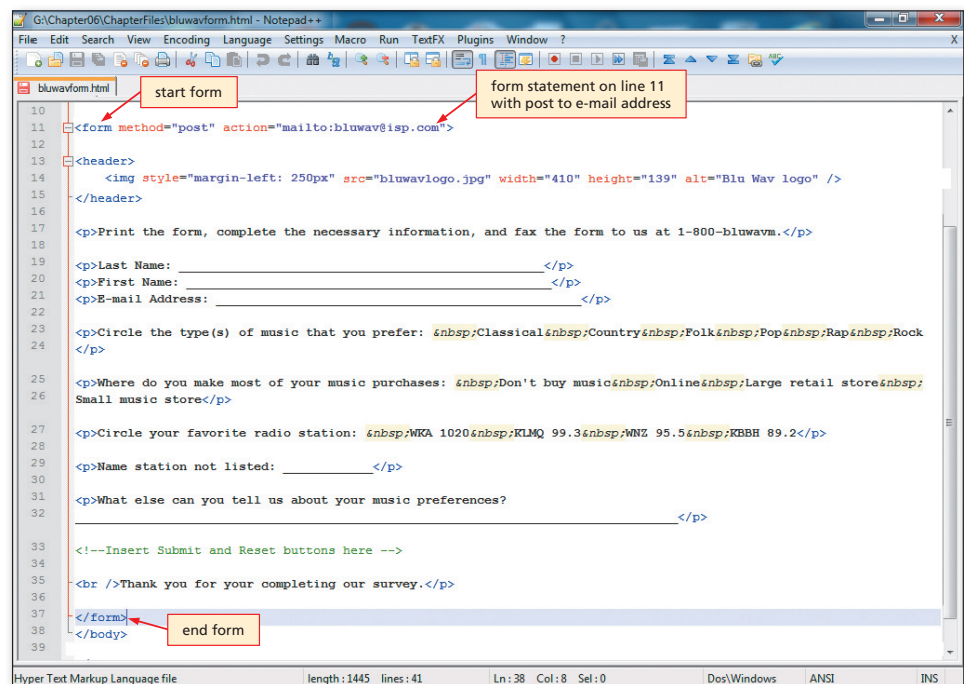 G:\Chapter06\ChapterFiles\bluwavform.html - Notepad++
File Edit Search View Encoding Language Settings Macro Run TextFX Plugins Window ? X
bluwavform.html
start form
form statement on line 11
with post to e-mail address
10
11 <form method="post" action="mailto:bluwav@isp.com">
12
13 <header>
14 <img style="margin-left: 250px" src="bluwavlogo.jpg" width="410" height="139" alt="Blu Wav logo" />
15 </header>
16
17 <p>Print the form, complete the necessary information, and fax the form to us at 1-800-bluwavm.</p>
18
19 <p>Last Name: ______________________________</p>
20 <p>First Name: ______________________________</p>
21 <p>E-mail Address: ______________________________</p>
22
23 <p>Circle the type(s) of music that you prefer: &nbsp;Classical&nbsp;Country&nbsp;Folk&nbsp;Pop&nbsp;Rap&nbsp;Rock
24 </p>
25 <p>Where do you make most of your music purchases: &nbsp;Don't buy music&nbsp;Online&nbsp;Large retail store&nbsp;
26 Small music store</p>
27 <p>Circle your favorite radio station: &nbsp;WKA 1020&nbsp;KLMQ 99.3&nbsp;WNZ 95.5&nbsp;KBBH 89.2</p>
28
29 <p>Name station not listed: ____________</p>
30
31 <p>What else can you tell us about your music preferences?
32 ______________________________</p>
33 <!--Insert Submit and Reset buttons here -->
34
35 <br />Thank you for your completing our survey.</p>
36
37 </form>
end form
38 </body>
39
Hyper Text Markup Language file length : 1445 lines : 41 Ln : 38 Col : 8 Sel : 0 Dos\Windows ANSI INS